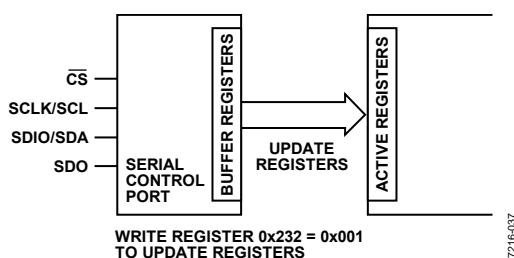 CS
SCLK/SCL
SDIO/SDA
SDO
SERIAL
CONTROL
PORT
BUFFER REGISTERS
UPDATE
REGISTERS
ACTIVE REGISTERS
WRITE REGISTER 0x232 = 0x001
TO UPDATE REGISTERS
7216-037